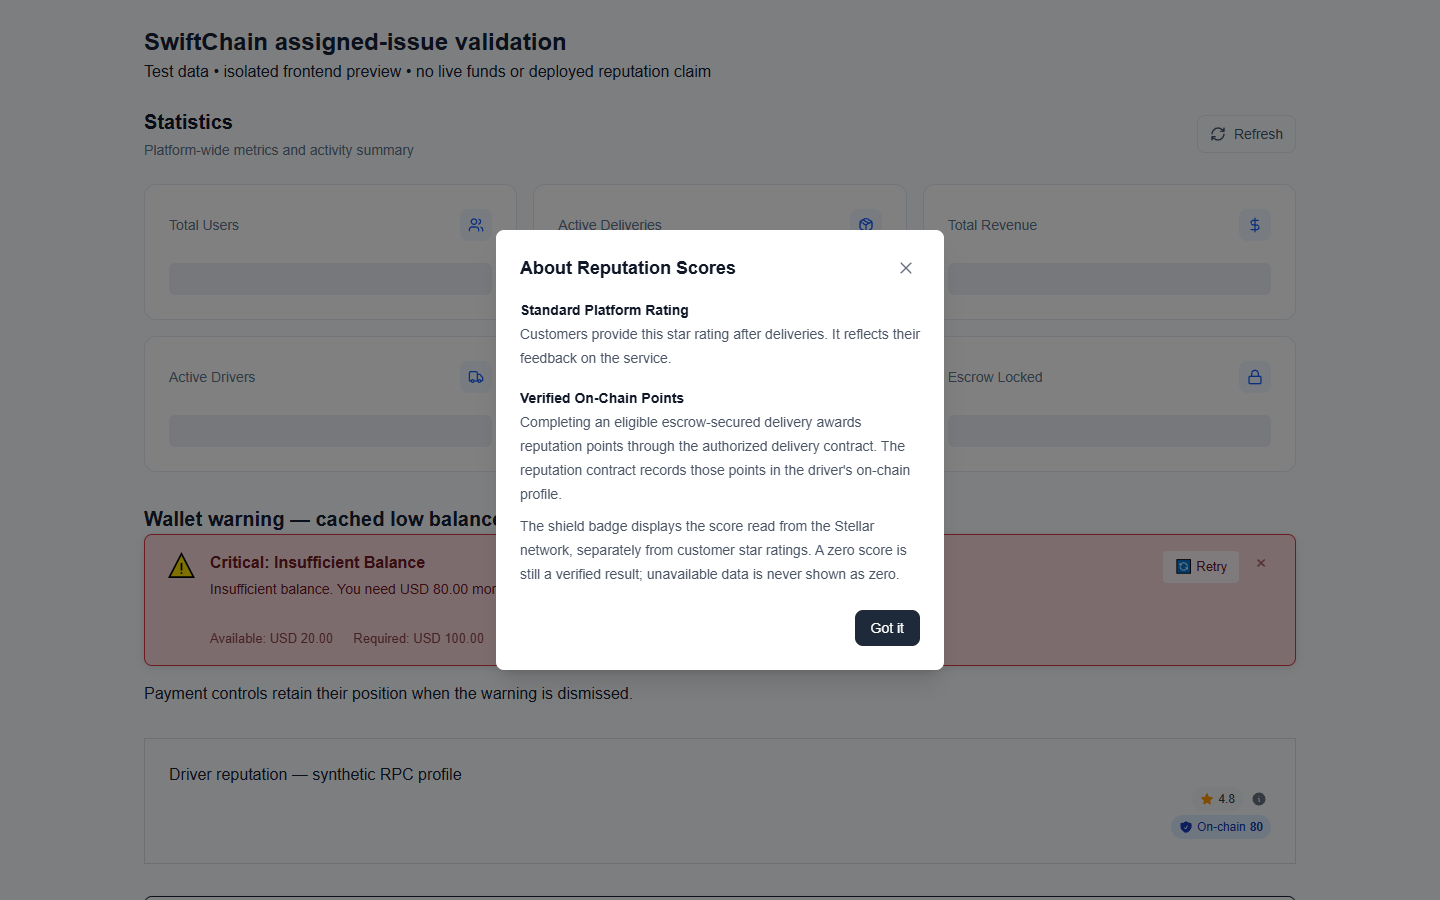 SwiftChain assigned-issue validation
Test data • isolated frontend preview • no live funds or deployed reputation claim
Statistics
Platform-wide metrics and activity summary
Refresh
Total Users
Active Deliveries
Total Revenue
Active Drivers
Escrow Locked
About Reputation Scores
Standard Platform Rating
Customers provide this star rating after deliveries. It reflects their
feedback on the service.
Verified On-Chain Points
Completing an eligible escrow-secured delivery awards
reputation points through the authorized delivery contract. The
reputation contract records those points in the driver's on-chain
profile.
The shield badge displays the score read from the Stellar
network, separately from customer star ratings. A zero score is
still a verified result; unavailable data is never shown as zero.
Got it
Wallet warning — cached low balance
Critical: Insufficient Balance
Insufficient balance. You need USD 80.00 mor
Available: USD 20.00 Required: USD 100.00
Retry
Payment controls retain their position when the warning is dismissed.
Driver reputation — synthetic RPC profile
4.8
On-chain 80